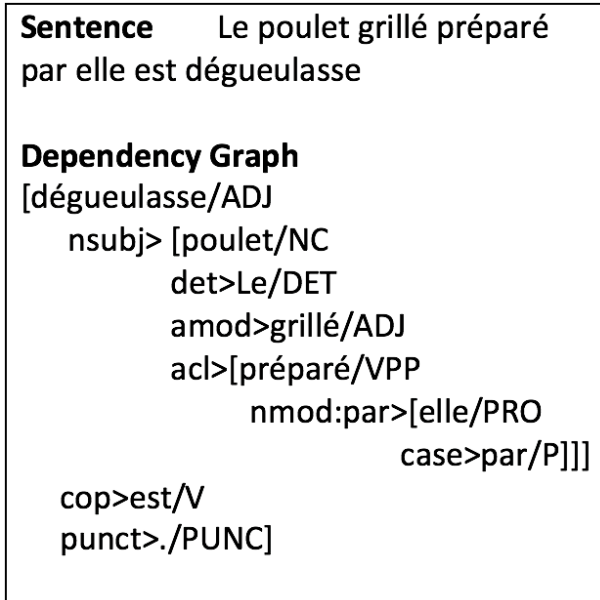 Sentence Le poulet grillé préparé
par elle est dégueulasse
Dependency Graph
[dégueulasse/ADJ
nsubj> [poulet/NC
det>Le/DET
amod>grillé/ADJ
acl>[préparé/VPP
nmod:par>[elle/PRO
case>par/P]]]
cop>est/V
punct>./PUNC]